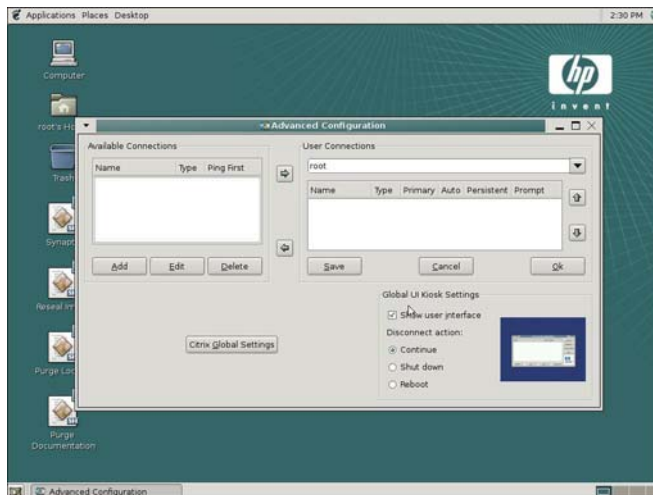 Applications Places Desktop
2:30 PM
Computer
hp
invent
root's Ho
Advanced Configuration
Available Connections
User Connections
Name Type Ping First
root
Name Type Primary Auto Persistent Prompt
Trash
Synapt
Add Edit Delete
Save Cancel Ok
Global UI Kiosk Settings
Show user interface
Disconnect action:
Continue
Shut down
Reboot
Citrix Global Settings
Reseal Im
Purge Loc
Purge
Documentation
Advanced Configuration